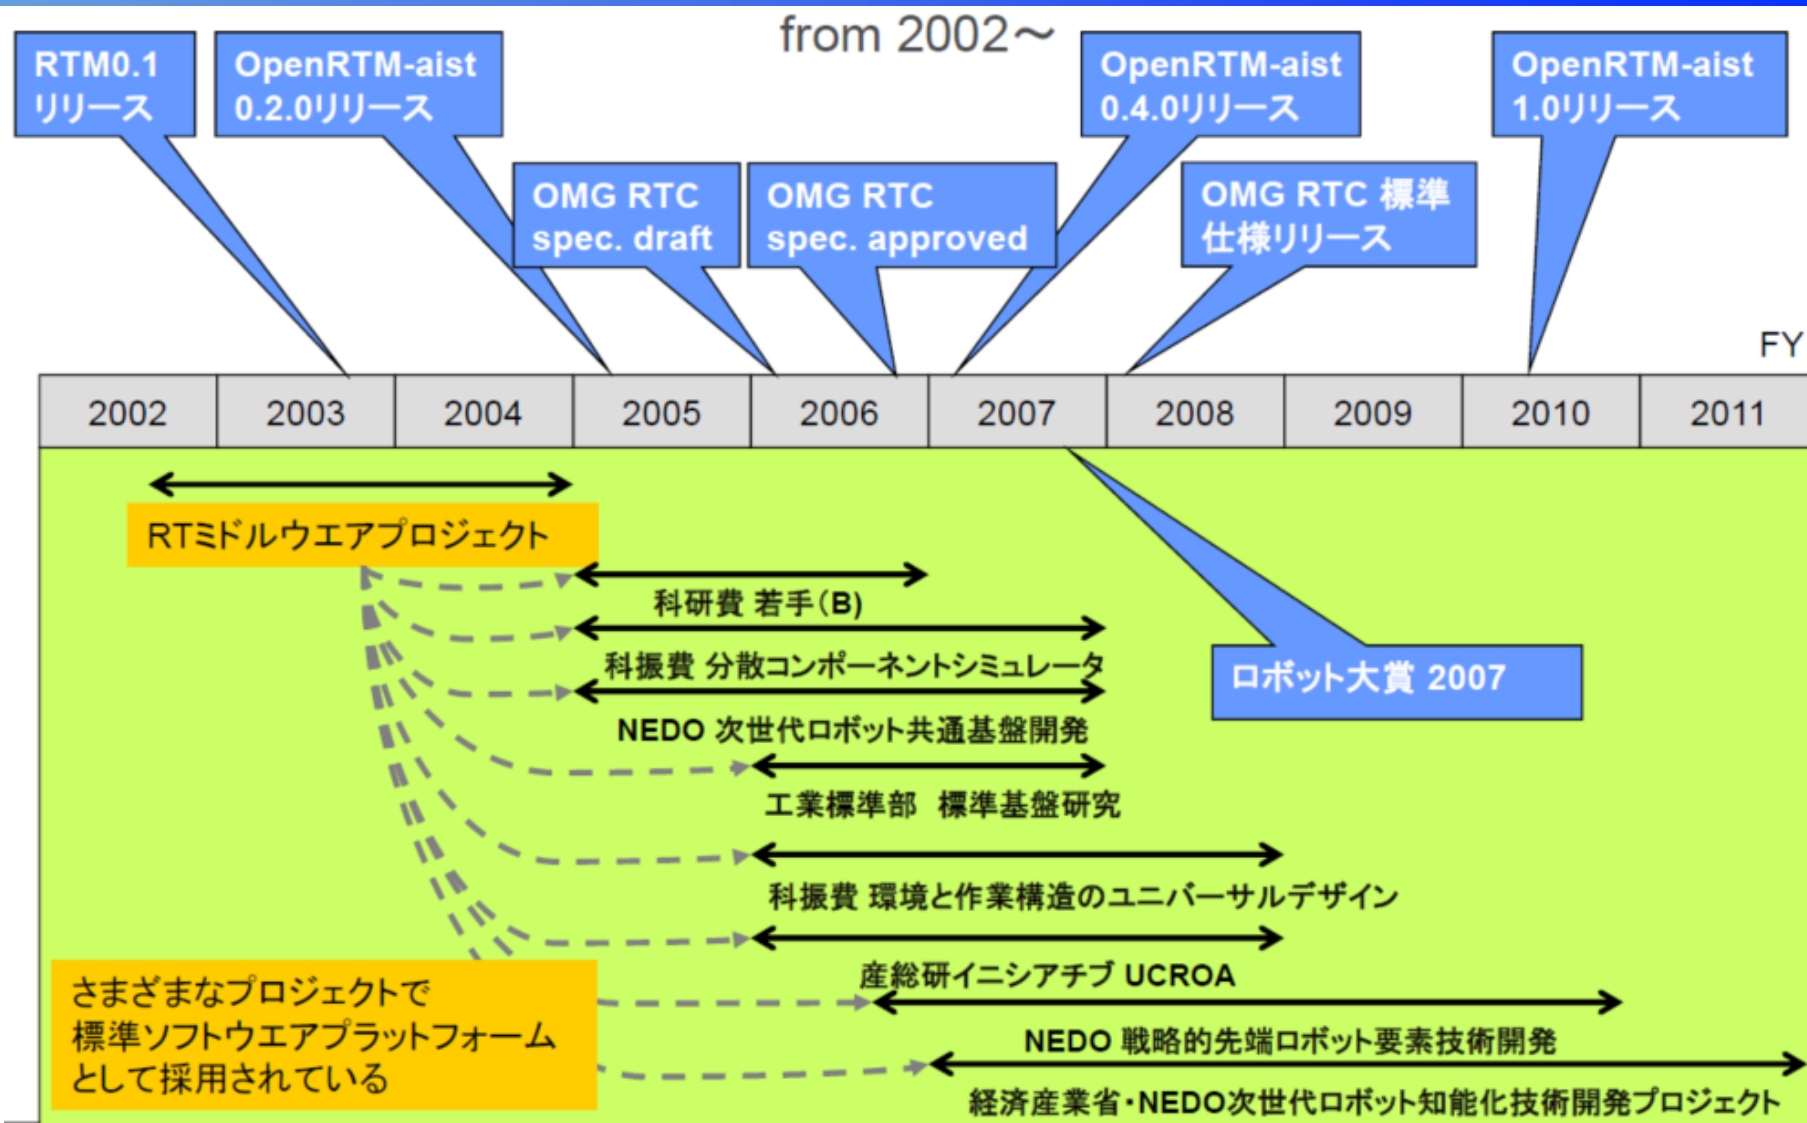 from 2002～
RTM0.1
リリース
OpenRTM-aist
0.2.0リリース
OMG RTC
spec. draft
OMG RTC
spec. approved
OpenRTM-aist
0.4.0リリース
OMG RTC 標準
仕様リリース
OpenRTM-aist
1.0リリース
FY
2002 2003 2004 2005 2006 2007 2008 2009 2010 2011
RTミドルウエアプロジェクト
科研費 若手（B)
科振費 分散コンポーネントシミュレータ
ロボット大賞 2007
NEDO 次世代ロボット共通基盤開発
工業標準部　標準基盤研究
科振費 環境と作業構造のユニバーサルデザイン
産総研イニシアチブ UCROA
さまざまなプロジェクトで
標準ソフトウエアプラットフォーム
として採用されている
NEDO 戦略的先端ロボット要素技術開発
経済産業省・NEDO次世代ロボット知能化技術開発プロジェクト